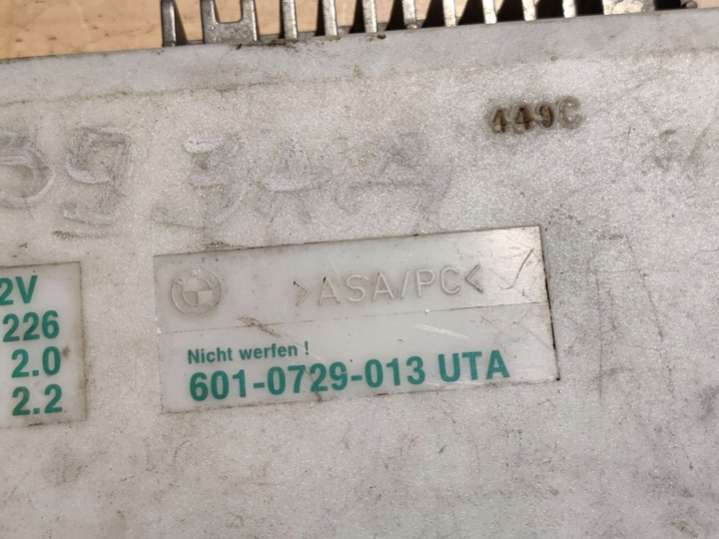 449C
>ASA/PC<
2V
226
2.0
2.2
Nicht werfen !
601-0729-013 UTA